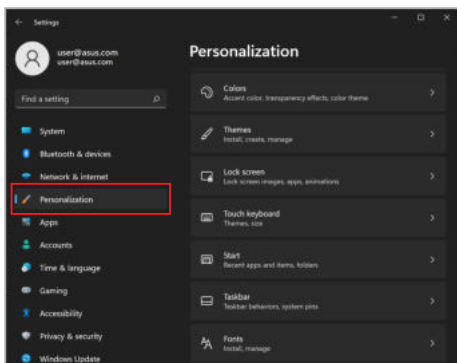 Settings
user@asus.com
user@asus.com
Find a setting
System
Bluetooth & devices
Network & internet
Personalization
Apps
Accounts
Time & language
Gaming
Accessibility
Privacy & security
Windows Update
Personalization
Colors
Accent color, transparency effects, color theme
Themes
Install, create, manage
Lock screen
Lock screen images, apps, animations
Touch keyboard
Themes, size
Start
Recent apps and items, folders
Taskbar
Taskbar behaviors, system pins
Fonts
Install, manage